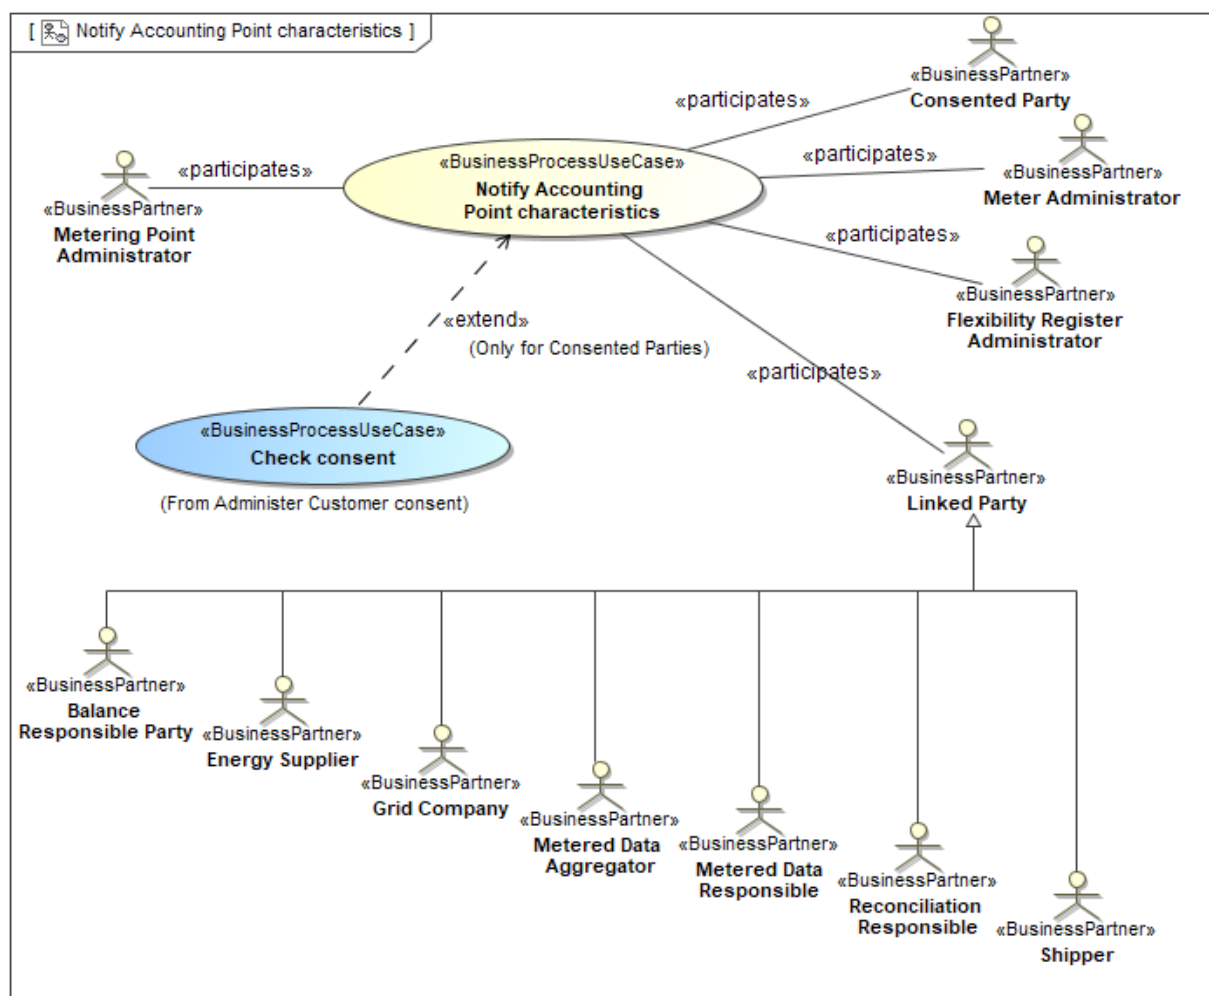 [ Notify Accounting Point characteristics ]
«BusinessPartner»
Consented Party
«participates»
«BusinessPartner»
Meter Administrator
«participates»
«BusinessProcessUseCase»
Notify Accounting
Point characteristics
«participates»
«BusinessPartner»
Metering Point
Administrator
«participates»
«BusinessPartner»
Flexibility Register
Administrator
«extend»
(Only for Consented Parties)
«participates»
«BusinessProcessUseCase»
Check consent
(From Administer Customer consent)
«BusinessPartner»
Linked Party
«BusinessPartner»
Balance
Responsible Party
«BusinessPartner»
Energy Supplier
«BusinessPartner»
Grid Company
«BusinessPartner»
Metered Data
Aggregator
«BusinessPartner»
Metered Data
Responsible
«BusinessPartner»
Reconciliation
Responsible
«BusinessPartner»
Shipper